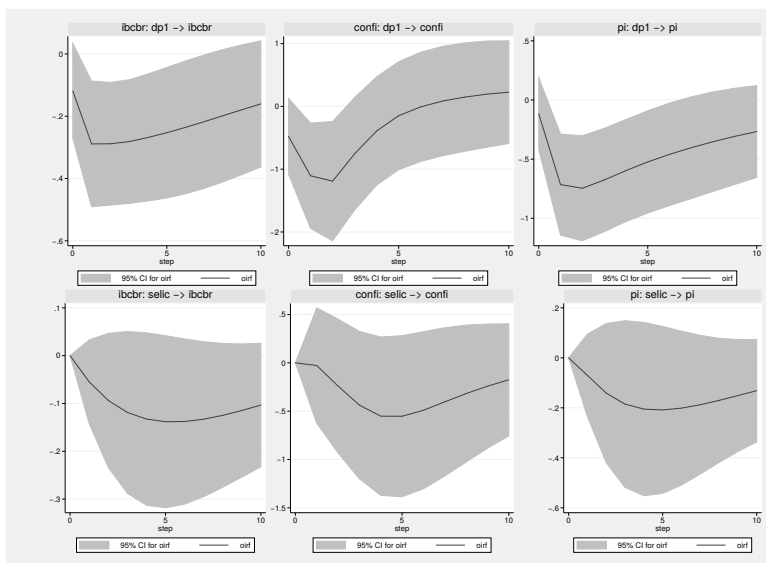 ibcbr: dp1 −> ibcbr
0
−.2
−.4
−.6
0 5 10
step
95% CI for oirf oirf
confi: dp1 −> confi
1
0
−1
−2
0 5 10
step
95% CI for oirf oirf
pi: dp1 −> pi
.5
0
−.5
−1
0 5 10
step
95% CI for oirf oirf
ibcbr: selic −> ibcbr
.1
0
−.1
−.2
−.3
0 5 10
step
95% CI for oirf oirf
confi: selic −> confi
.5
0
−.5
−1
−1.5
0 5 10
step
95% CI for oirf oirf
pi: selic −> pi
.2
0
−.2
−.4
−.6
0 5 10
step
95% CI for oirf oirf